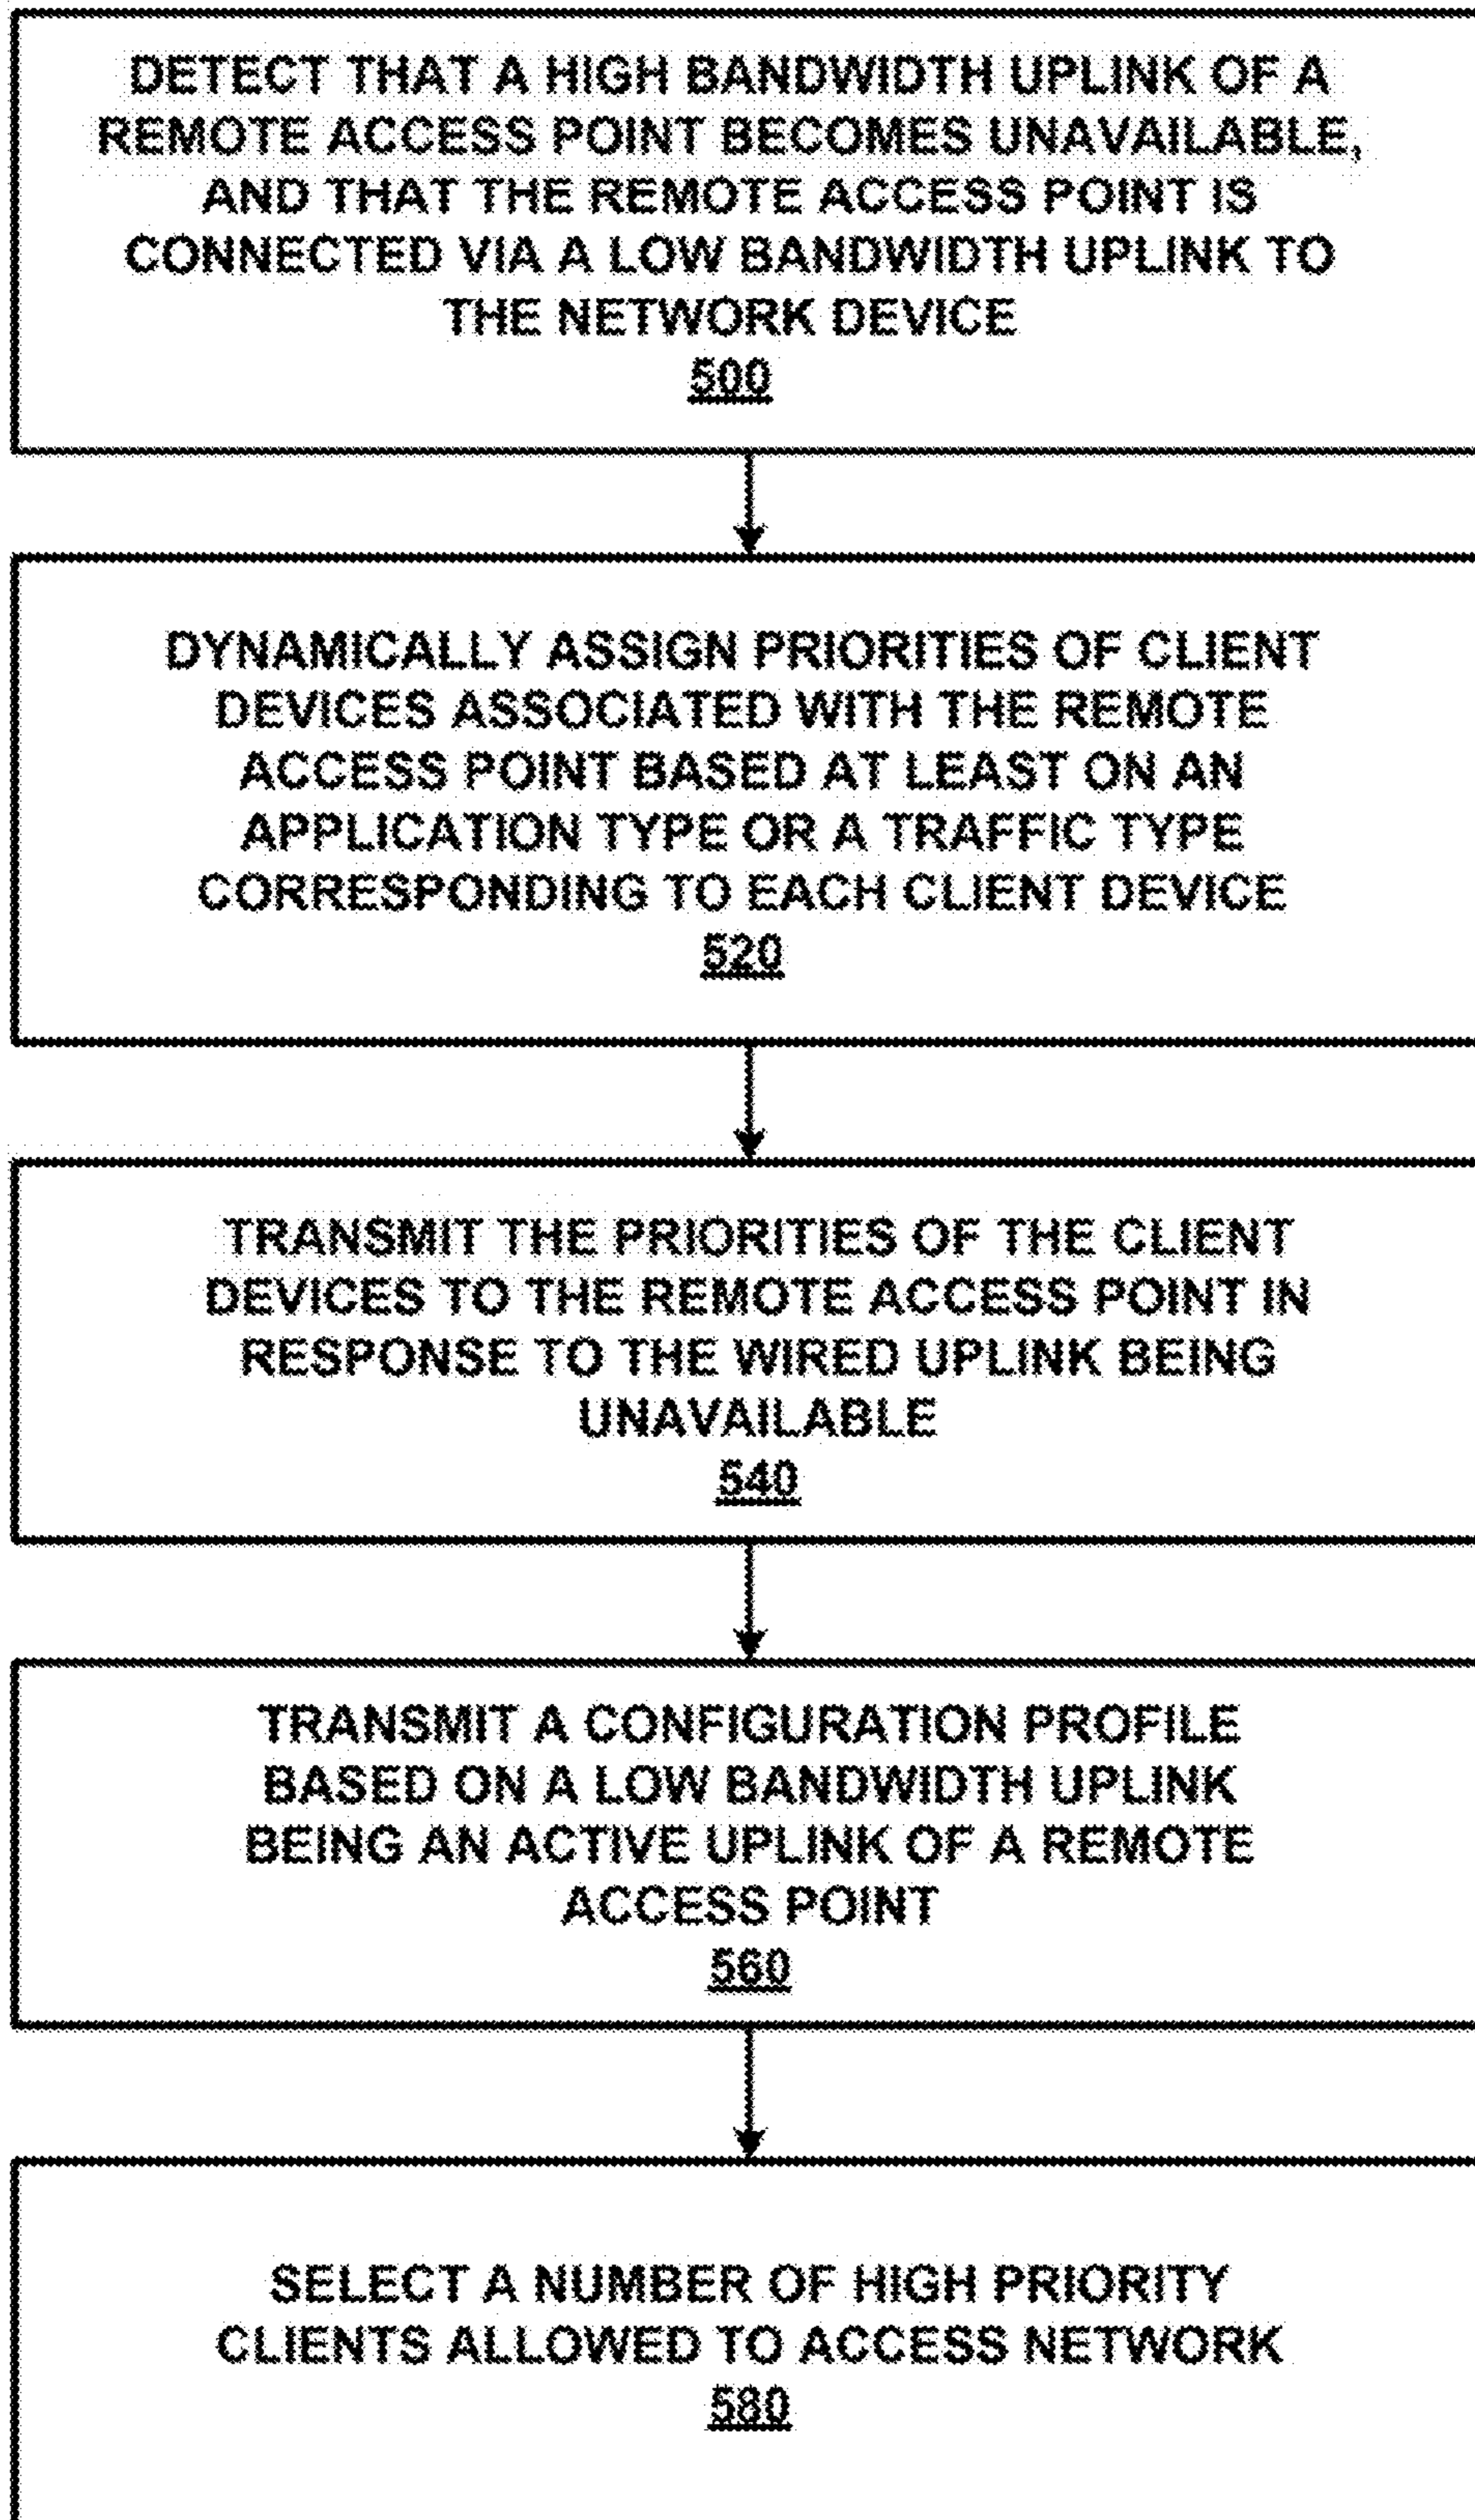 DETECT THAT A HIGH BANDWIDTH UPLINK OF A
REMOTE ACCESS POINT BECOMES UNAVAILABLE,
AND THAT THE REMOTE ACCESS POINT IS
CONNECTED VIA A LOW BANDWIDTH UPLINK TO
THE NETWORK DEVICE
500
DYNAMICALLY ASSIGN PRIORITIES OF CLIENT
DEVICES ASSOCIATED WITH THE REMOTE
ACCESS POINT BASED AT LEAST ON AN
APPLICATION TYPE OR A TRAFFIC TYPE
CORRESPONDING TO EACH CLIENT DEVICE
520
TRANSMIT THE PRIORITIES OF THE CLIENT
DEVICES TO THE REMOTE ACCESS POINT IN
RESPONSE TO THE WIRED UPLINK BEING
UNAVAILABLE
540
TRANSMIT A CONFIGURATION PROFILE
BASED ON A LOW BANDWIDTH UPLINK
BEING AN ACTIVE UPLINK OF A REMOTE
ACCESS POINT
560
SELECT A NUMBER OF HIGH PRIORITY
CLIENTS ALLOWED TO ACCESS NETWORK
580